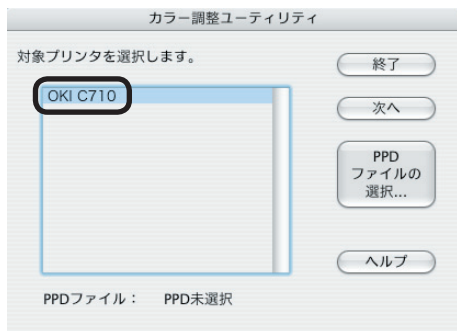 カラー調整ユーティリティ
対象プリンタを選択します。
OKI C710
終了
次へ
PPD
ファイルの
選択...
ヘルプ
PPDファイル： PPD未選択